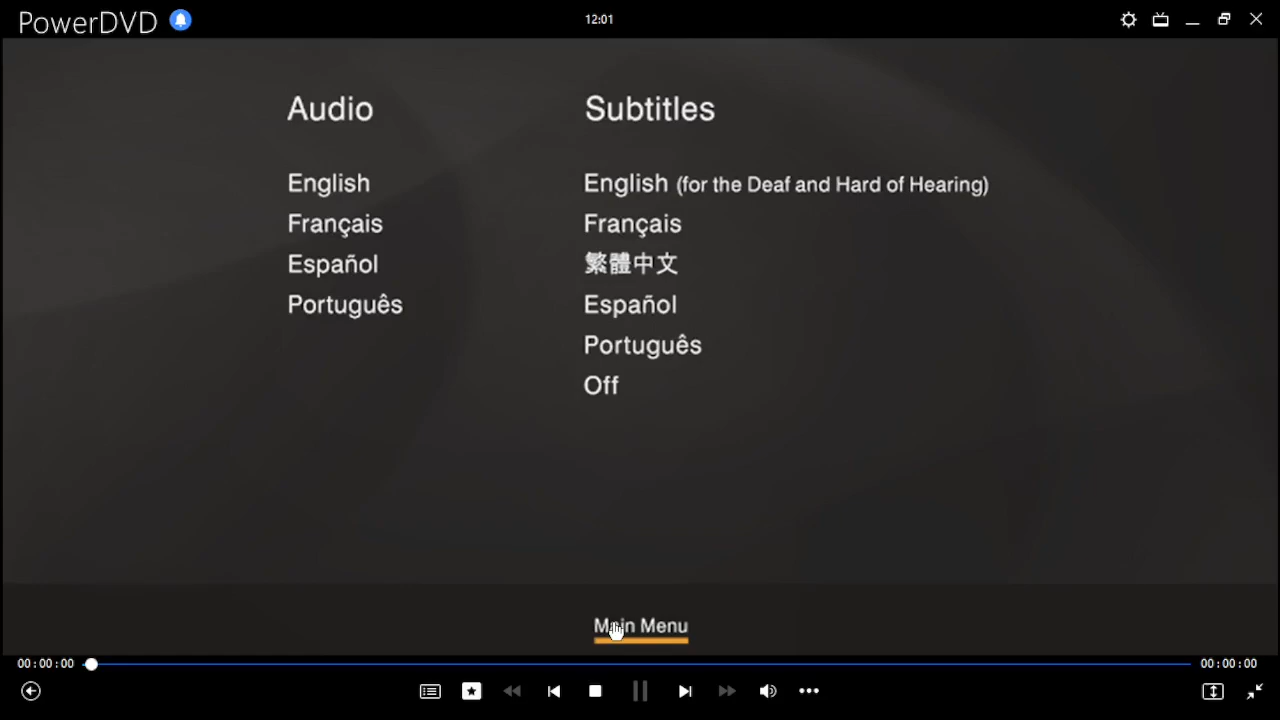 PowerDVD
12:01
Audio
English
Français
Español
Português
Subtitles
English (for the Deaf and Hard of Hearing)
Français
繁體中文
Español
Português
Off
Main Menu
00:00:00
00:00:00